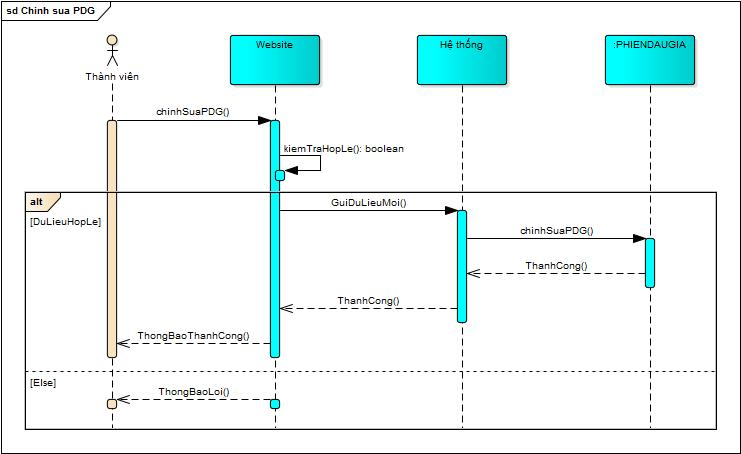 sd Chinh sua PDG
Website
Hệ thống
:PHIENDAUGIA
Thành viên
chinhSuaPDG()
kiemTraHopLe(): boolean
alt
[DuLieuHopLe]
GuiDuLieuMoi()
chinhSuaPDG()
ThanhCong()
ThanhCong()
ThongBaoThanhCong()
[Else]
ThongBaoLoi()